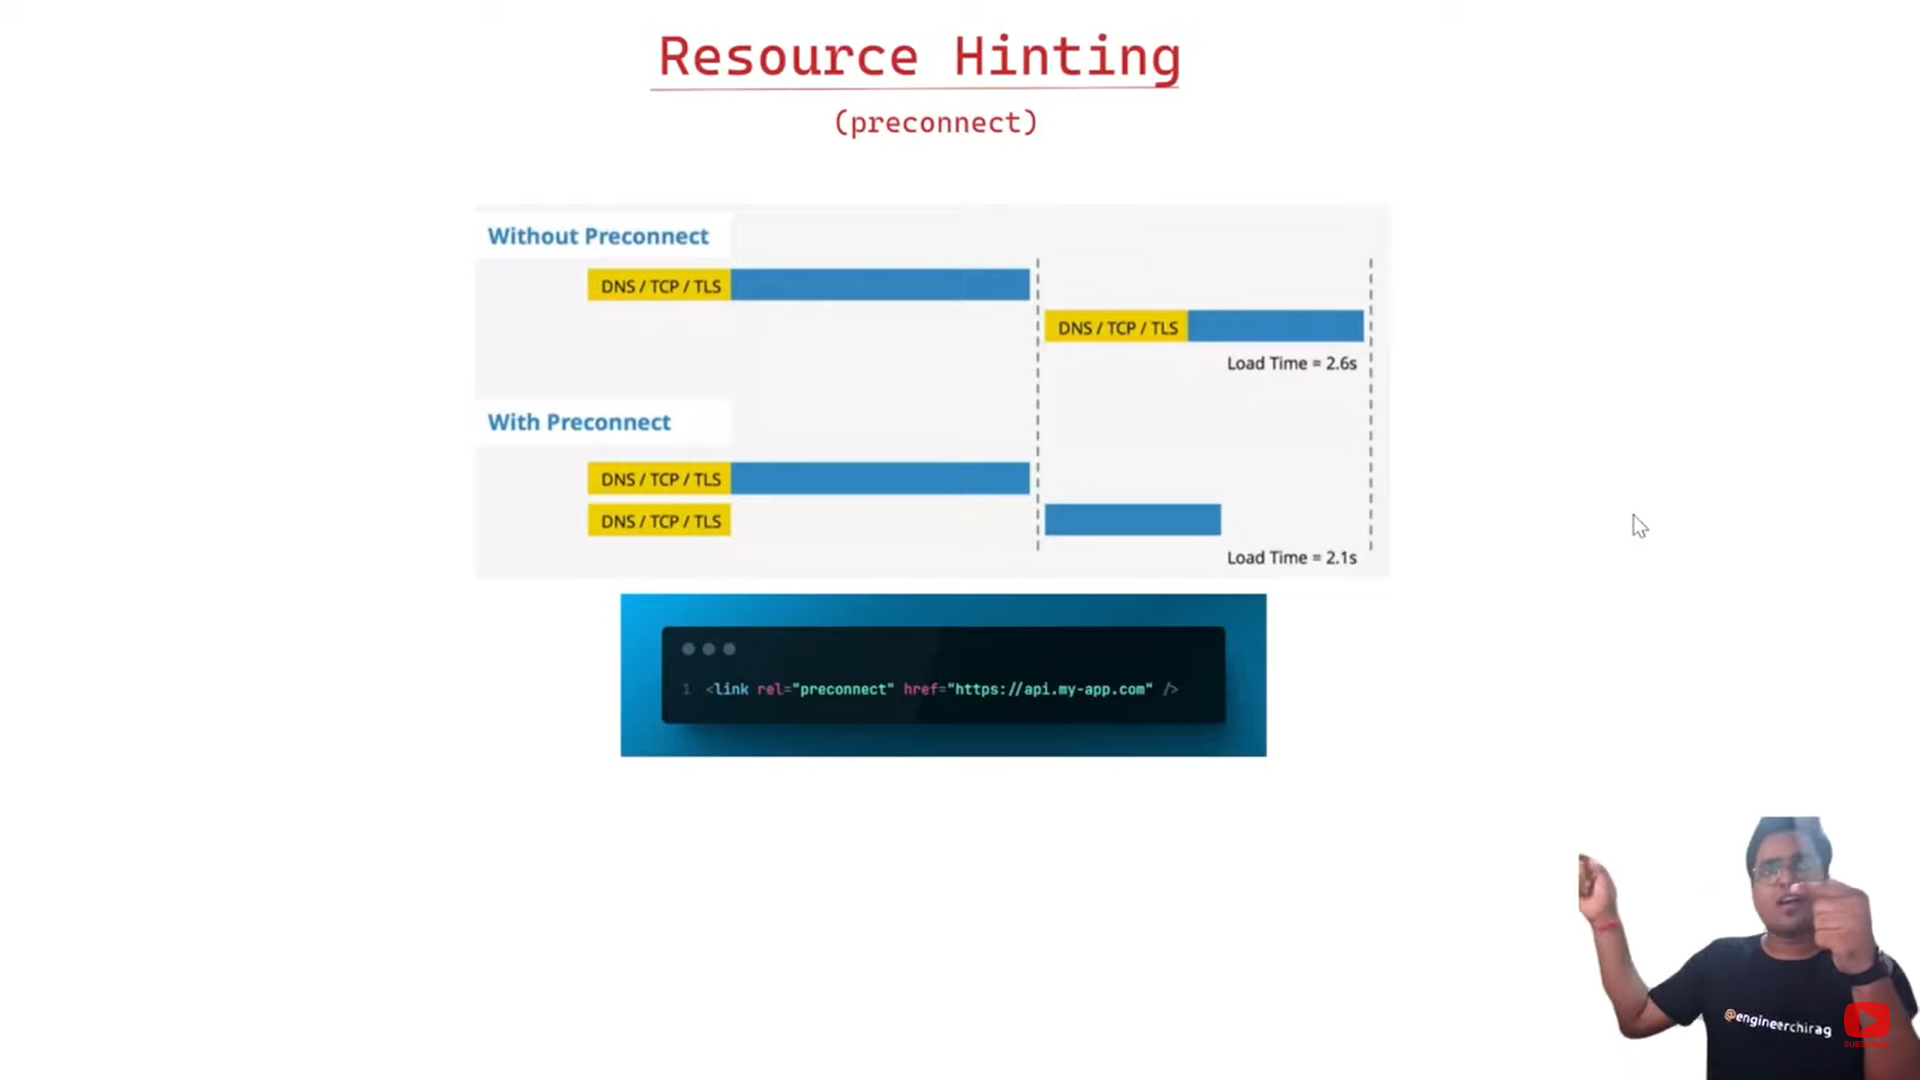 Resource Hinting
(preconnect)
Without Preconnect
DNS / TCP / TLS
DNS / TCP / TLS
Load Time = 2.6s
With Preconnect
DNS / TCP / TLS
DNS / TCP / TLS
Load Time = 2.1s
1 <link rel="preconnect" href="https://api.my-app.com" />
@engineerchirag
SUBSCRIBE